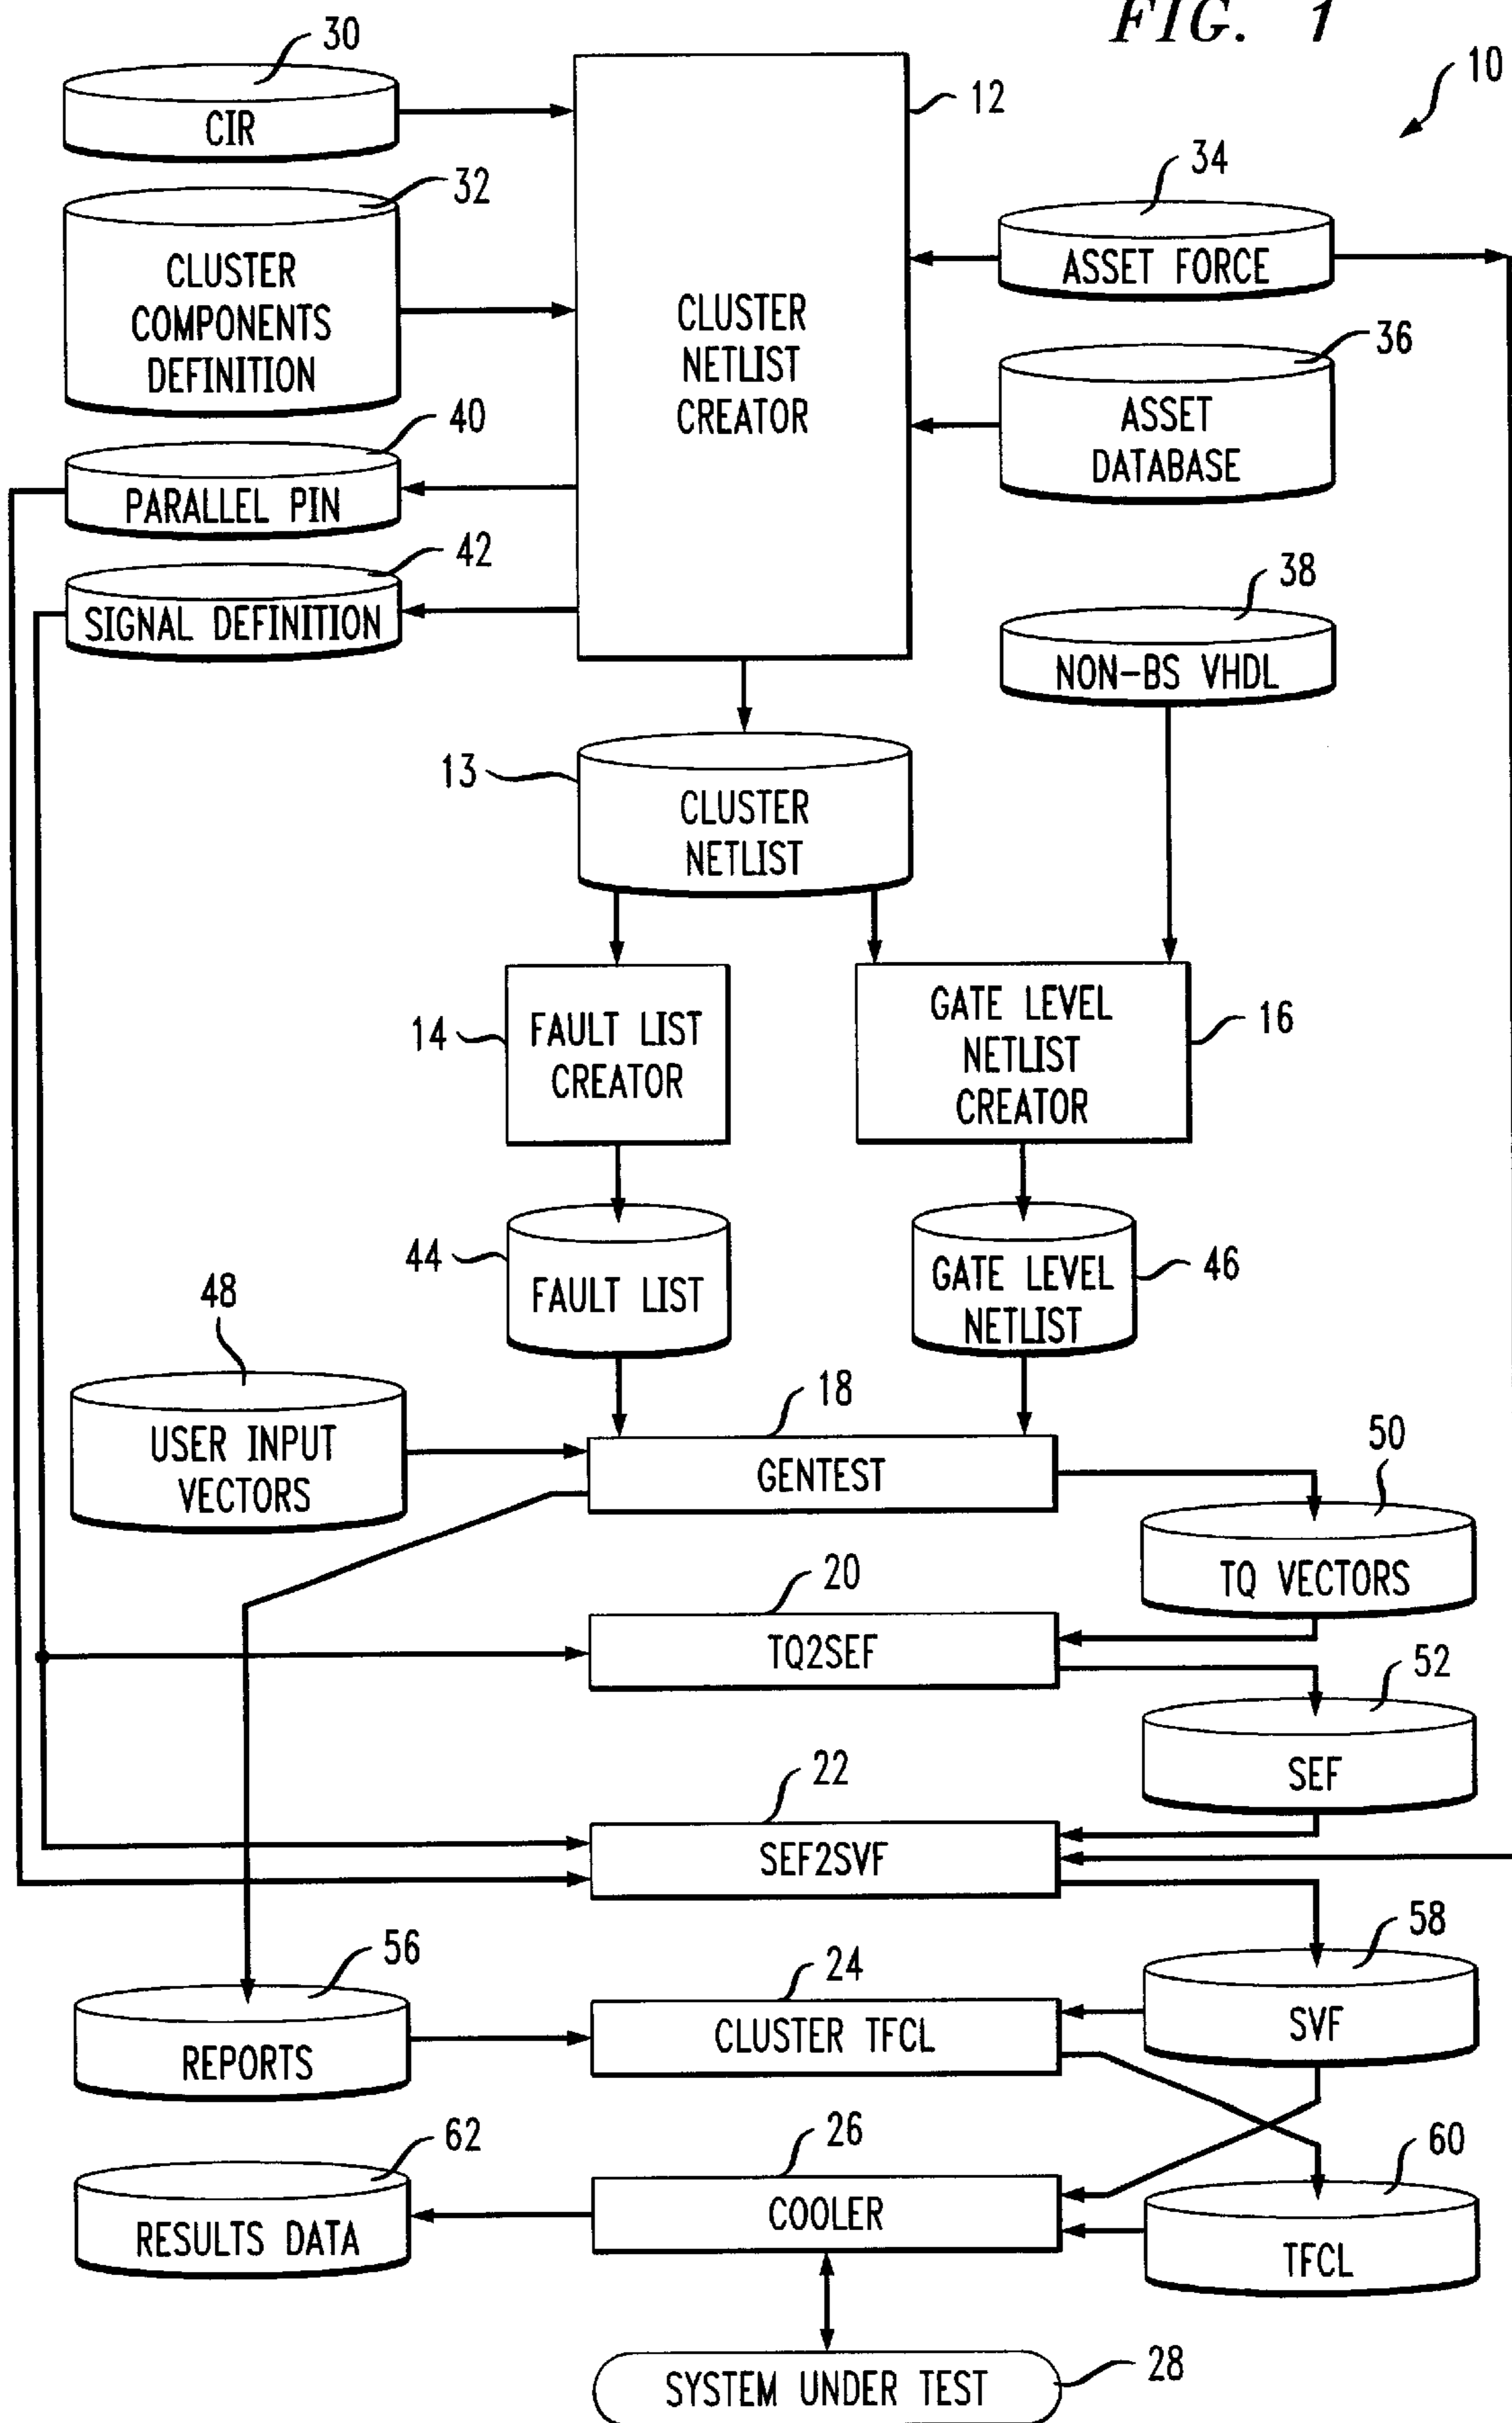 FIG. 1
10
30
CIR
12
32
CLUSTER
COMPONENTS
DEFINITION
CLUSTER
NETLIST
CREATOR
34
ASSET FORCE
36
ASSET
DATABASE
40
PARALLEL PIN
42
SIGNAL DEFINITION
38
NON-BS VHDL
13
CLUSTER
NETLIST
14
FAULT LIST
CREATOR
GATE LEVEL
NETLIST
CREATOR
16
44
FAULT LIST
GATE LEVEL
NETLIST
46
48
USER INPUT
VECTORS
18
GENTEST
50
TQ VECTORS
20
TQ2SEF
52
SEF
22
SEF2SVF
56
REPORTS
24
CLUSTER TFCL
58
SVF
62
RESULTS DATA
26
COOLER
60
TFCL
SYSTEM UNDER TEST
28